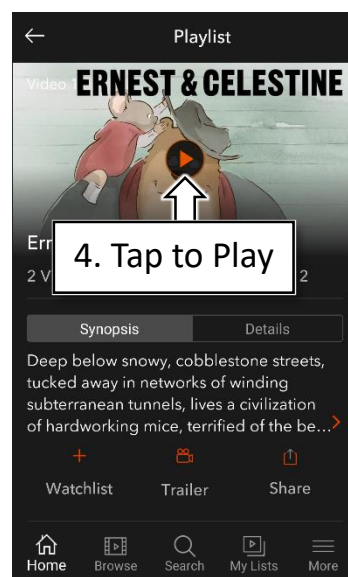 Playlist
Video 1
ERNEST & CELESTINE
Err
4. Tap to Play
2 V
2
Synopsis
Details
Deep below snowy, cobblestone streets,
tucked away in networks of winding
subterranean tunnels, lives a civilization
of hardworking mice, terrified of the be...
Watchlist
Trailer
Share
Home
Browse
Search
My Lists
More